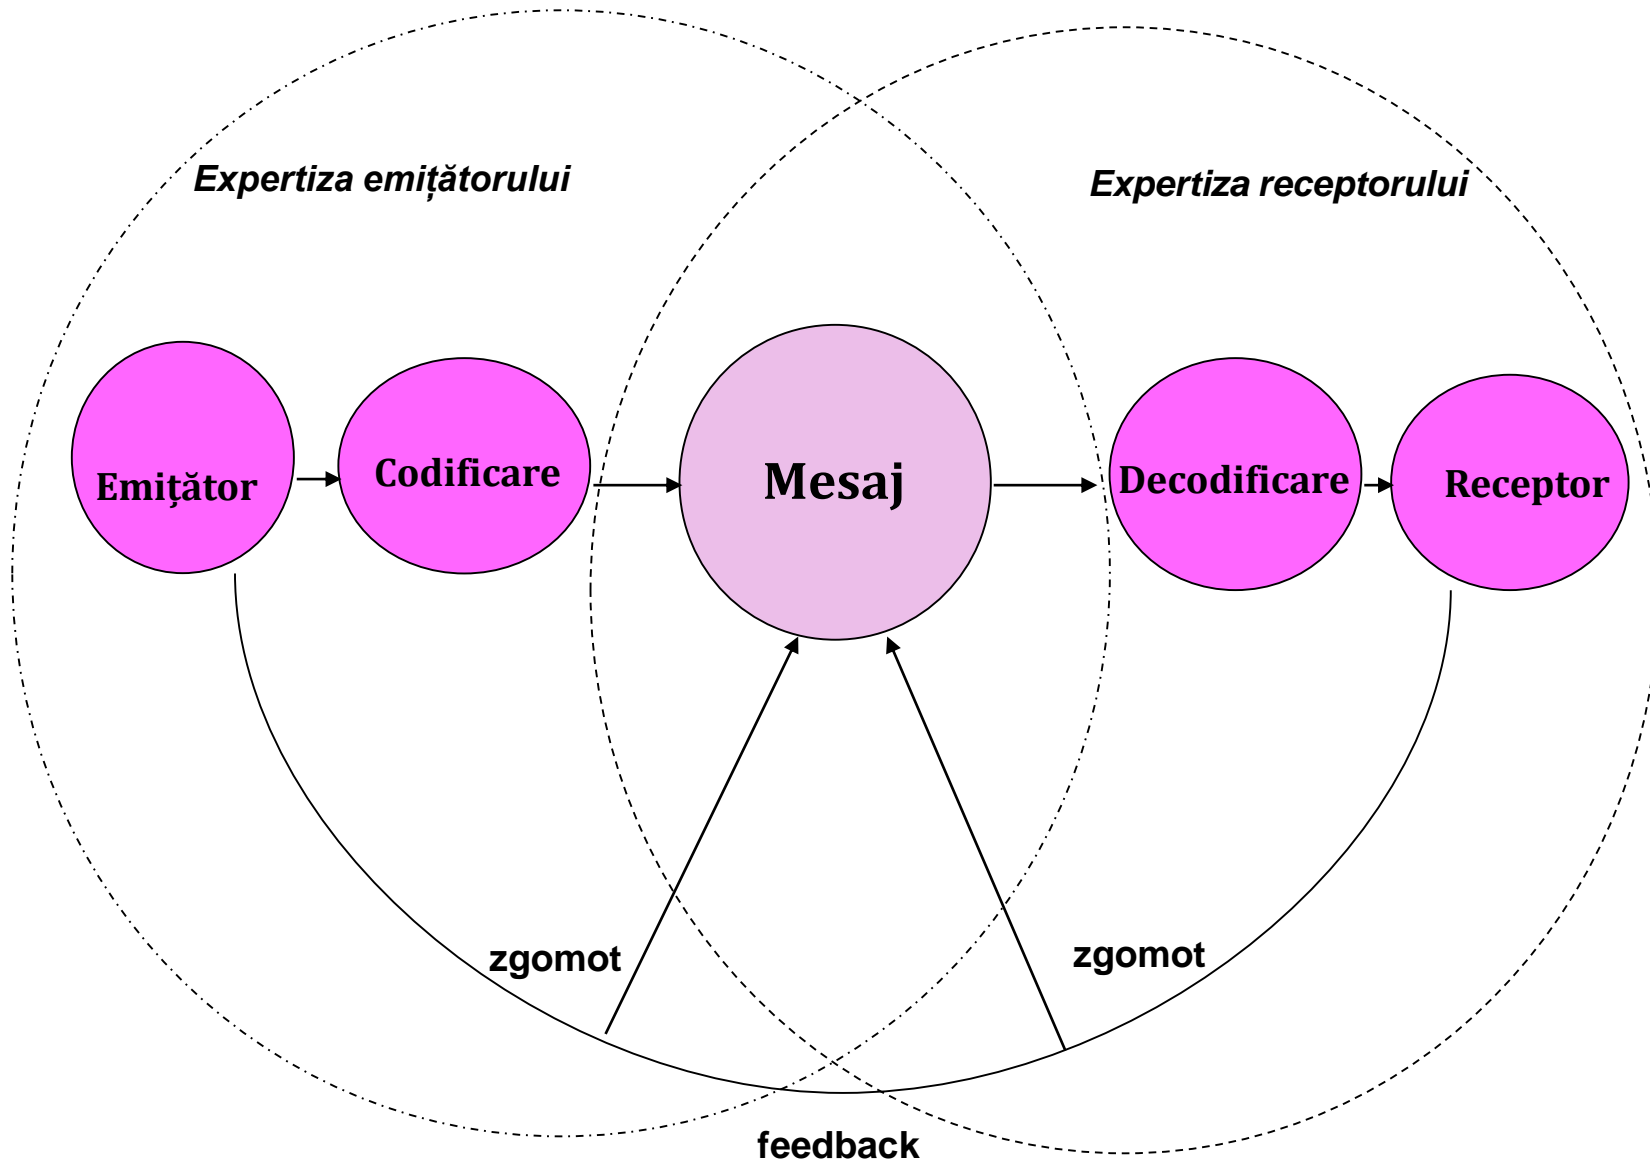 Expertiza emițătorului
Expertiza receptorului
Emițător
Codificare
Mesaj
Decodificare
Receptor
zgomot
zgomot
feedback